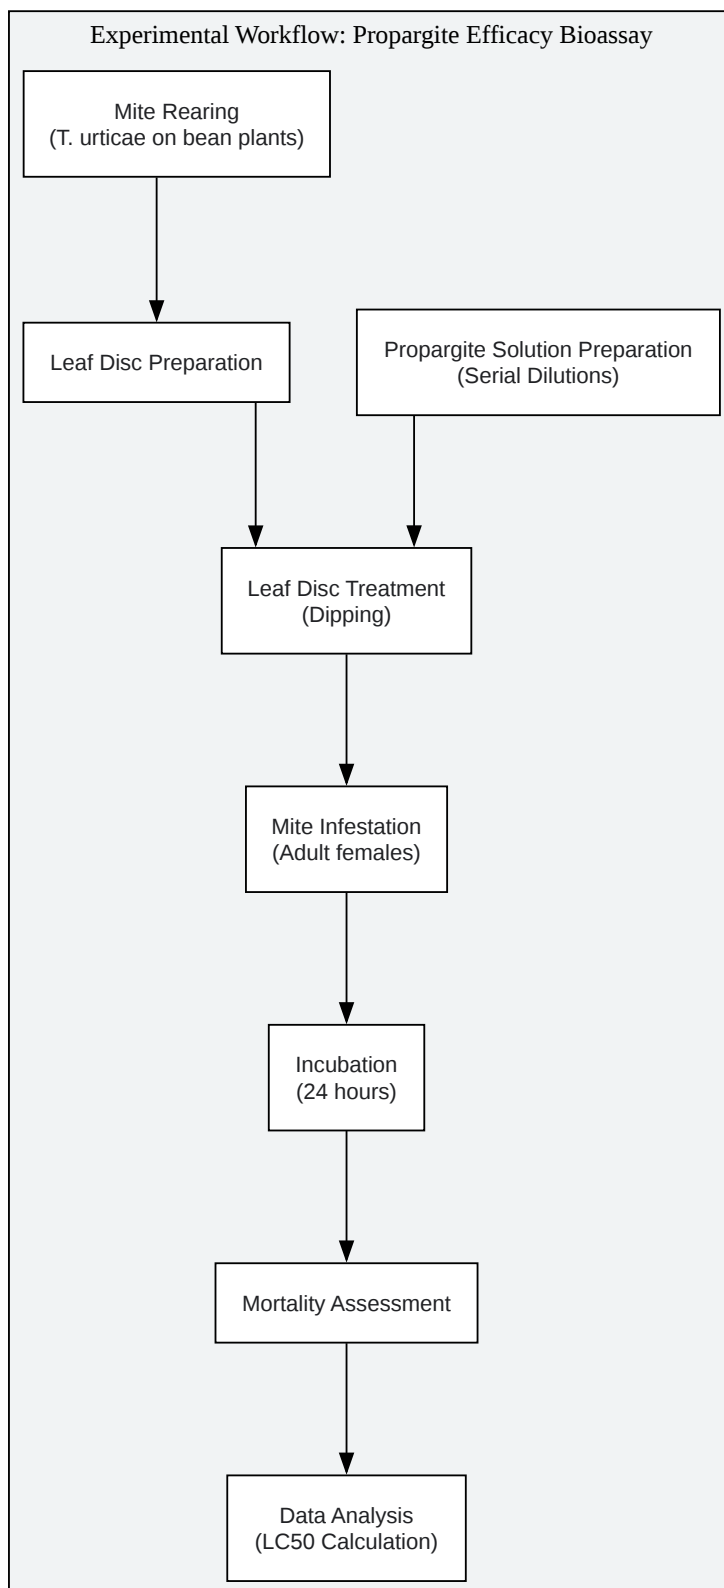 Experimental Workflow: Propargite Efficacy Bioassay
Mite Rearing
(T. urticae on bean plants)
Leaf Disc Preparation
Propargite Solution Preparation
(Serial Dilutions)
Leaf Disc Treatment
(Dipping)
Mite Infestation
(Adult females)
Incubation
(24 hours)
Mortality Assessment
Data Analysis
(LC50 Calculation)